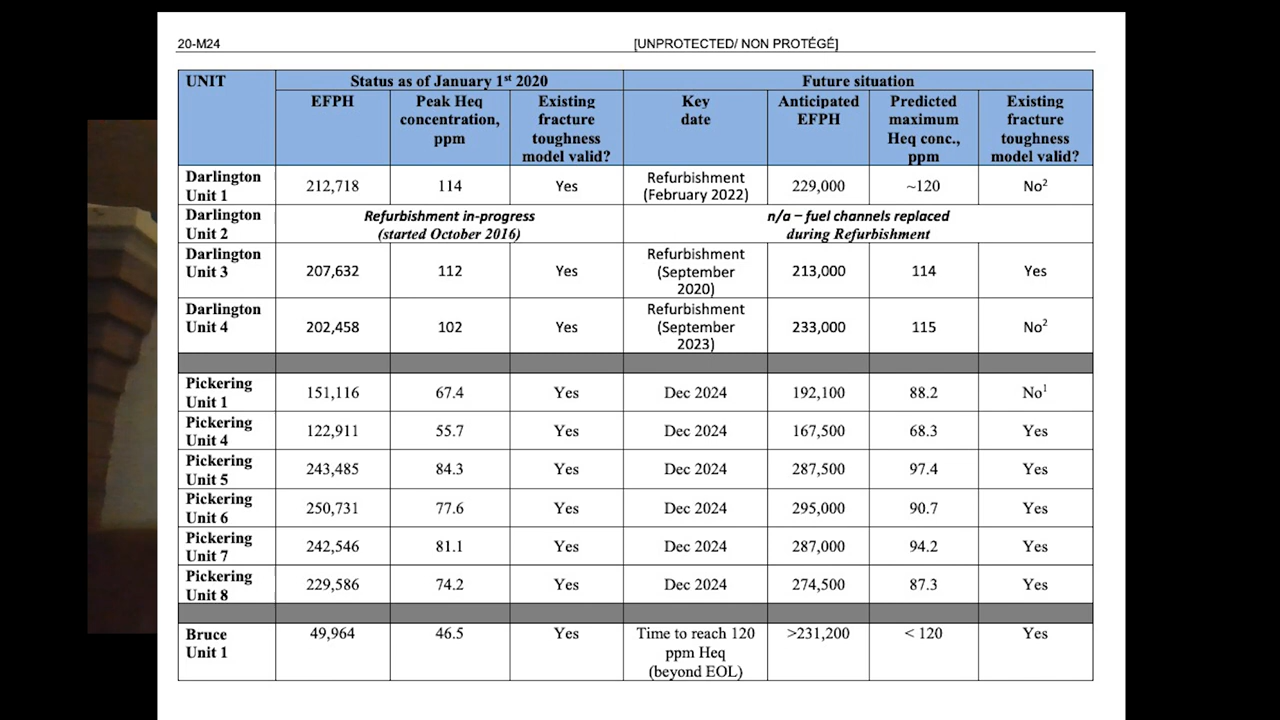 20-M24 [UNPROTECTED/ NON PROTÉGÉ]
UNIT Status as of January 1st 2020 Future situation
EFPH Peak Heq concentration, ppm Existing fracture toughness model valid? Key date Anticipated EFPH Predicted maximum Heq conc., ppm Existing fracture toughness model valid?
Darlington Unit 1 212,718 114 Yes Refurbishment (February 2022) 229,000 ~120 No2
Darlington Unit 2 Refurbishment in-progress (started October 2016) n/a – fuel channels replaced during Refurbishment
Darlington Unit 3 207,632 112 Yes Refurbishment (September 2020) 213,000 114 Yes
Darlington Unit 4 202,458 102 Yes Refurbishment (September 2023) 233,000 115 No2
Pickering Unit 1 151,116 67.4 Yes Dec 2024 192,100 88.2 No1
Pickering Unit 4 122,911 55.7 Yes Dec 2024 167,500 68.3 Yes
Pickering Unit 5 243,485 84.3 Yes Dec 2024 287,500 97.4 Yes
Pickering Unit 6 250,731 77.6 Yes Dec 2024 295,000 90.7 Yes
Pickering Unit 7 242,546 81.1 Yes Dec 2024 287,000 94.2 Yes
Pickering Unit 8 229,586 74.2 Yes Dec 2024 274,500 87.3 Yes
Bruce Unit 1 49,964 46.5 Yes Time to reach 120 ppm Heq (beyond EOL) >231,200 < 120 Yes